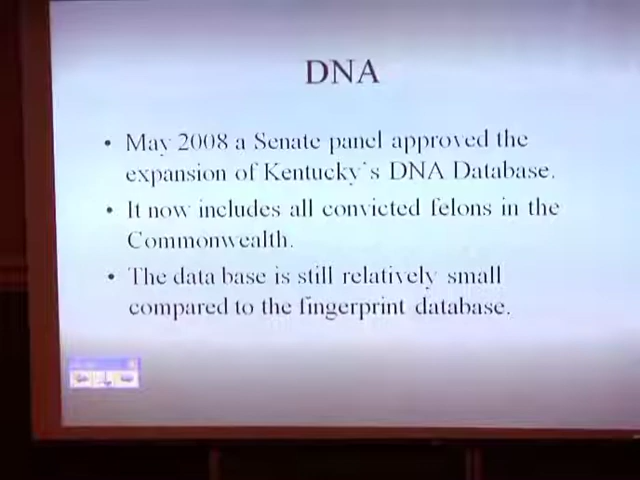 DNA
• May 2008 a Senate panel approved the
expansion of Kentucky's DNA Database.
• It now includes all convicted felons in the
Commonwealth.
• The data base is still relatively small
compared to the fingerprint database.